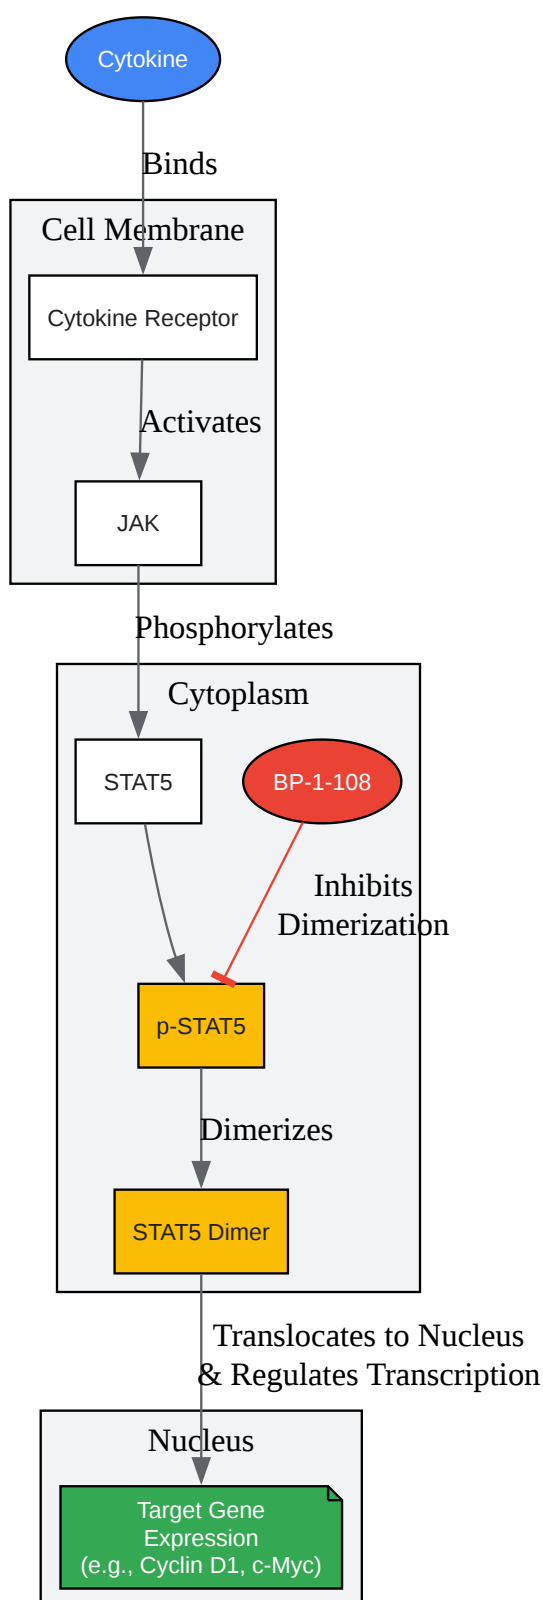 Cytokine
Binds
Cell Membrane
Cytokine Receptor
Activates
JAK
Phosphorylates
Cytoplasm
STAT5
BP-1-108
Inhibits
Dimerization
p-STAT5
Dimerizes
STAT5 Dimer
Translocates to Nucleus
& Regulates Transcription
Nucleus
Target Gene
Expression
(e.g., Cyclin D1, c-Myc)